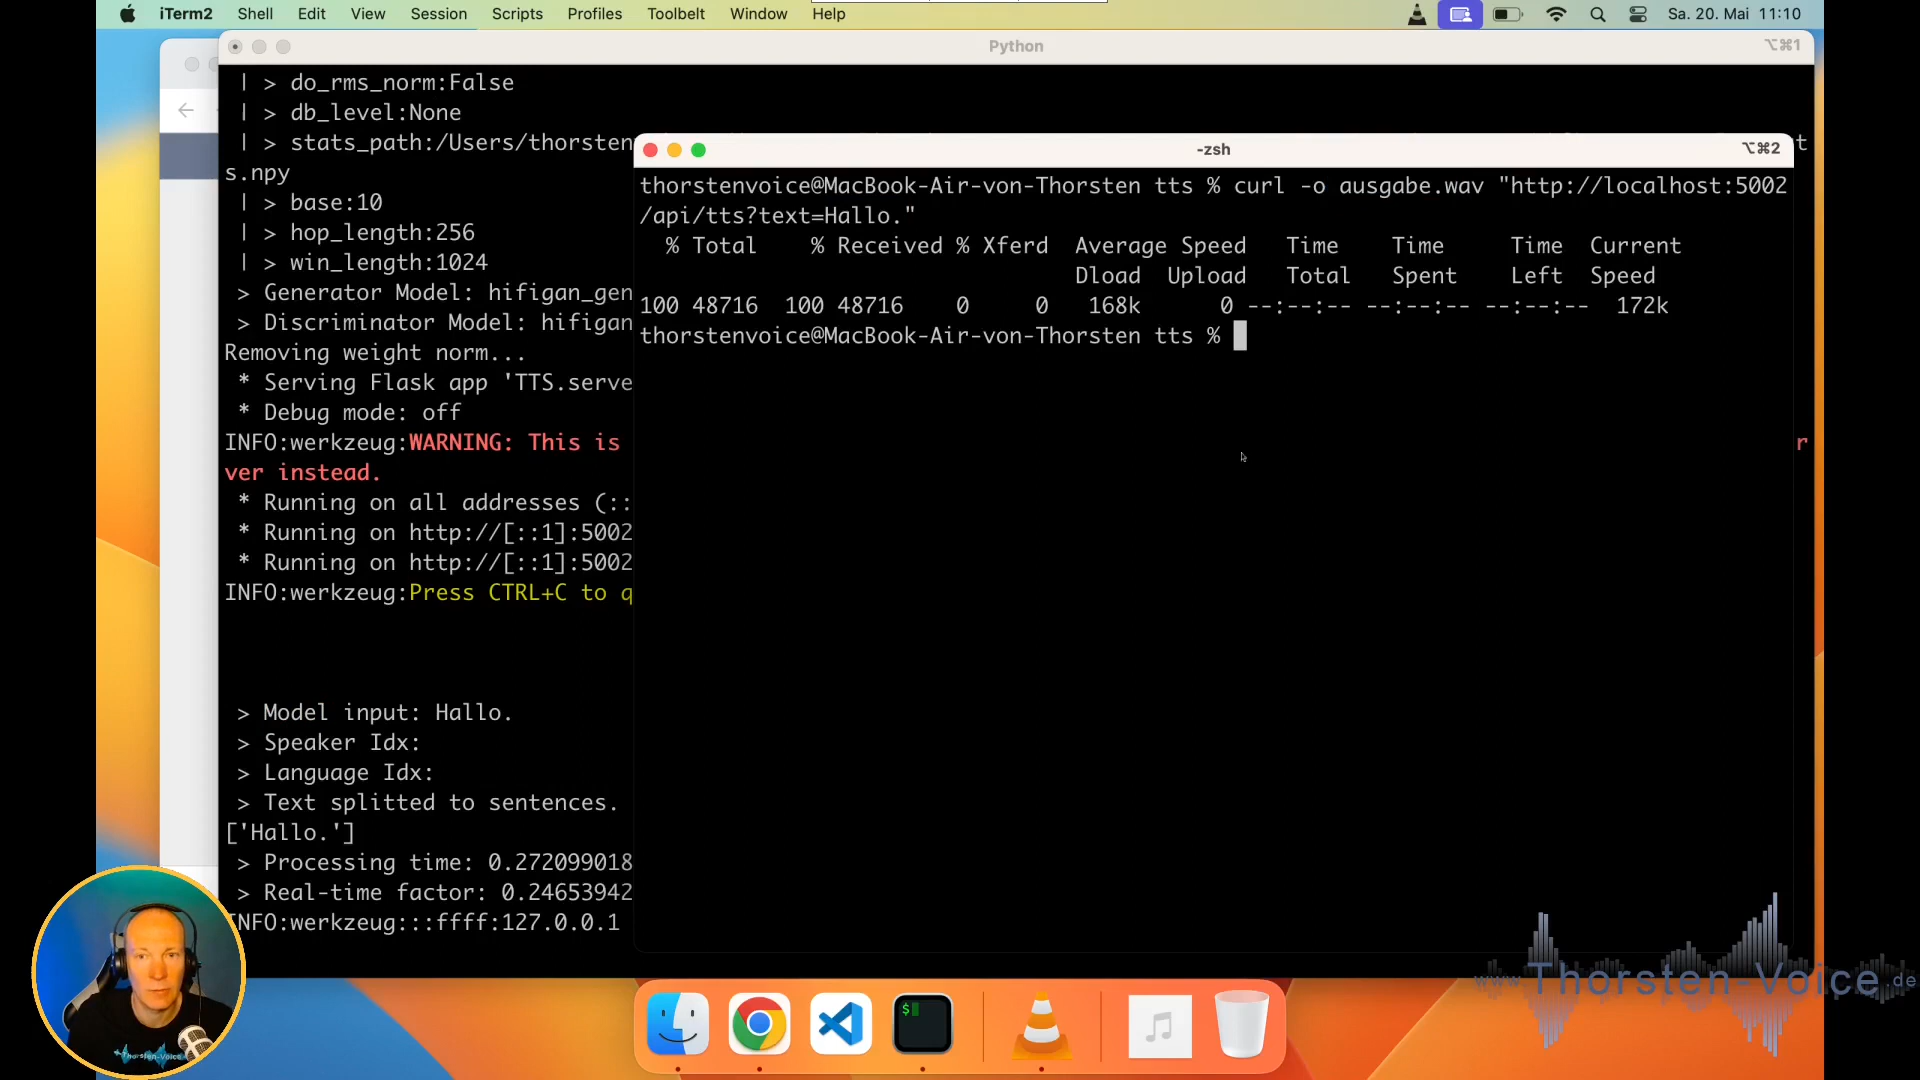 iTerm2 Shell Edit View Session Scripts Profiles Toolbelt Window Help Sa. 20. Mai 11:10
Python ⌥⌘1
| > do_rms_norm:False
| > db_level:None
| > stats_path:/Users/thorsten
t
s.npy
| > base:10
| > hop_length:256
| > win_length:1024
> Generator Model: hifigan_gen
> Discriminator Model: hifigan
Removing weight norm...
* Serving Flask app 'TTS.serve
* Debug mode: off
INFO:werkzeug:WARNING: This is
r
ver instead.
* Running on all addresses (::
* Running on http://[::1]:5002
* Running on http://[::1]:5002
INFO:werkzeug:Press CTRL+C to q
> Model input: Hallo.
> Speaker Idx:
> Language Idx:
> Text splitted to sentences.
['Hallo.']
> Processing time: 0.272099018
> Real-time factor: 0.24653942
NFO:werkzeug:::ffff:127.0.0.1
-zsh ⌥⌘2
thorstenvoice@MacBook-Air-von-Thorsten tts % curl -o ausgabe.wav "http://localhost:5002
/api/tts?text=Hallo."
% Total % Received % Xferd Average Speed Time Time Time Current
Dload Upload Total Spent Left Speed
100 48716 100 48716 0 0 168k 0 --:--:-- --:--:-- --:--:-- 172k
thorstenvoice@MacBook-Air-von-Thorsten tts %
$
Thorsten-Voice
www.Thorsten-Voice.de